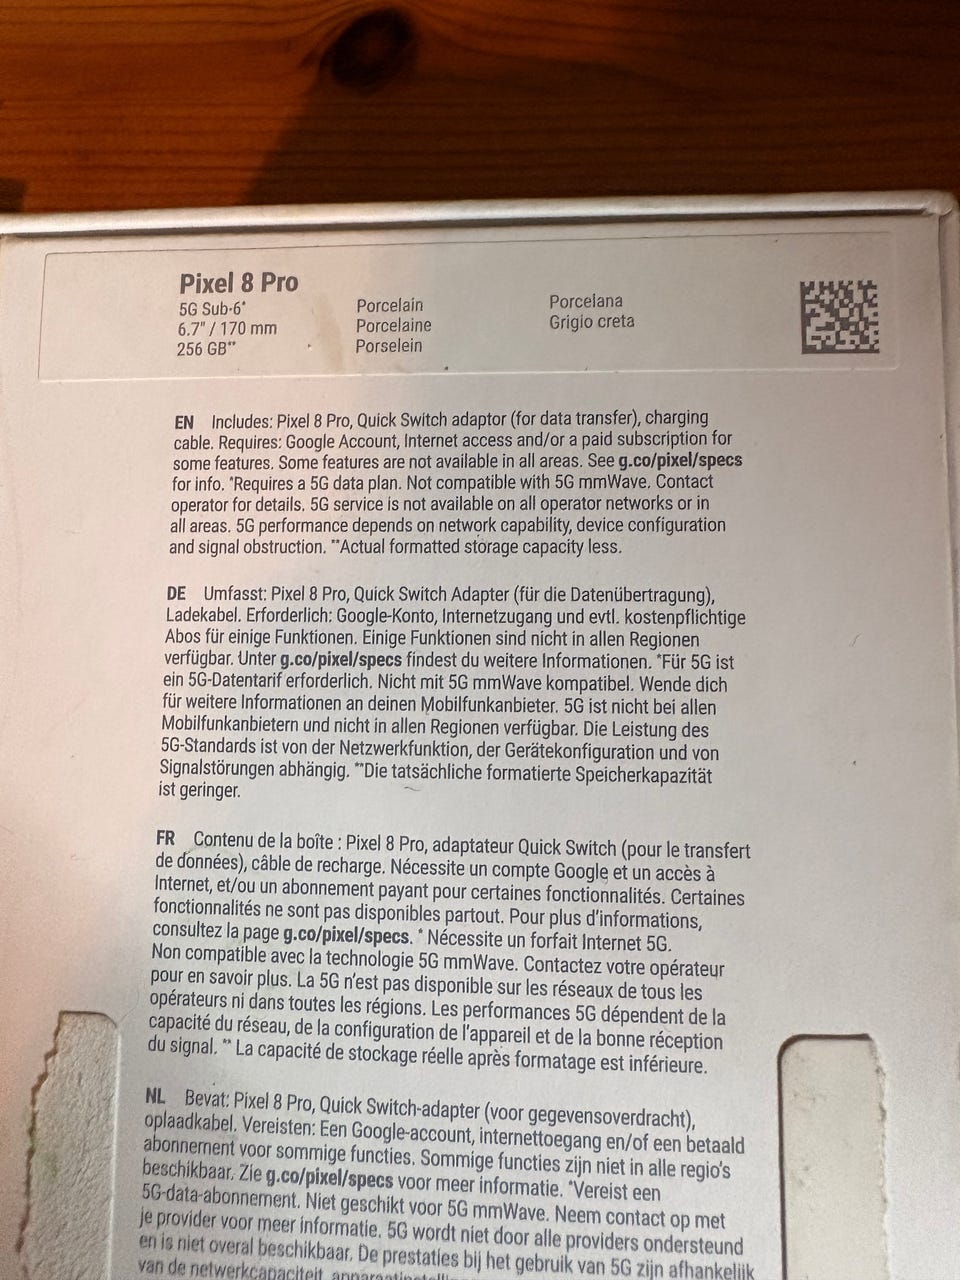 Pixel 8 Pro
5G Sub-6*
6.7" / 170 mm
256 GB**
Porcelain
Porcelaine
Porselein
Porcelana
Grigio creta
EN Includes: Pixel 8 Pro, Quick Switch adaptor (for data transfer), charging
cable. Requires: Google Account, Internet access and/or a paid subscription for
some features. Some features are not available in all areas. See g.co/pixel/specs
for info. *Requires a 5G data plan. Not compatible with 5G mmWave. Contact
operator for details. 5G service is not available on all operator networks or in
all areas. 5G performance depends on network capability, device configuration
and signal obstruction. **Actual formatted storage capacity less.
DE Umfasst: Pixel 8 Pro, Quick Switch Adapter (für die Datenübertragung),
Ladekabel. Erforderlich: Google-Konto, Internetzugang und evtl. kostenpflichtige
Abos für einige Funktionen. Einige Funktionen sind nicht in allen Regionen
verfügbar. Unter g.co/pixel/specs findest du weitere Informationen. *Für 5G ist
ein 5G-Datentarif erforderlich. Nicht mit 5G mmWave kompatibel. Wende dich
für weitere Informationen an deinen Mobilfunkanbieter. 5G ist nicht bei allen
Mobilfunkanbietern und nicht in allen Regionen verfügbar. Die Leistung des
5G-Standards ist von der Netzwerkfunktion, der Gerätekonfiguration und von
Signalstörungen abhängig. **Die tatsächliche formatierte Speicherkapazität
ist geringer.
FR Contenu de la boîte : Pixel 8 Pro, adaptateur Quick Switch (pour le transfert
de données), câble de recharge. Nécessite un compte Google et un accès à
Internet, et/ou un abonnement payant pour certaines fonctionnalités. Certaines
fonctionnalités ne sont pas disponibles partout. Pour plus d'informations,
consultez la page g.co/pixel/specs. * Nécessite un forfait Internet 5G.
Non compatible avec la technologie 5G mmWave. Contactez votre opérateur
pour en savoir plus. La 5G n'est pas disponible sur les réseaux de tous les
opérateurs ni dans toutes les régions. Les performances 5G dépendent de la
capacité du réseau, de la configuration de l'appareil et de la bonne réception
du signal. ** La capacité de stockage réelle après formatage est inférieure.
NL Bevat: Pixel 8 Pro, Quick Switch-adapter (voor gegevensoverdracht),
oplaadkabel. Vereisten: Een Google-account, internettoegang en/of een betaald
abonnement voor sommige functies. Sommige functies zijn niet in alle regio's
beschikbaar. Zie g.co/pixel/specs voor meer informatie. *Vereist een
5G-data-abonnement. Niet geschikt voor 5G mmWave. Neem contact op met
je provider voor meer informatie. 5G wordt niet door alle providers ondersteund
en is niet overal beschikbaar. De prestaties bij het gebruik van 5G zijn afhankelijk
van de netwerkcapaciteit,